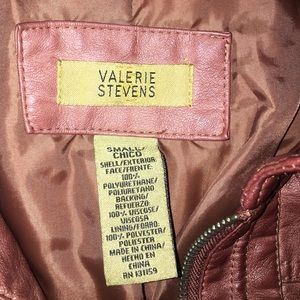 VALERIE
STEVENS
SMALL/
CHICO
SHELL/EXTERIOR:
FACE/FRENTE:
100%
POLYURETHANE/
POLIURETANO
BACKING/
REFUERZO:
100% VISCOSE/
VISCOSA
LINING/FORRO:
100% POLYESTER/
POLIESTER
MADE IN CHINA/
HECHO EN
CHINA
RN 131159